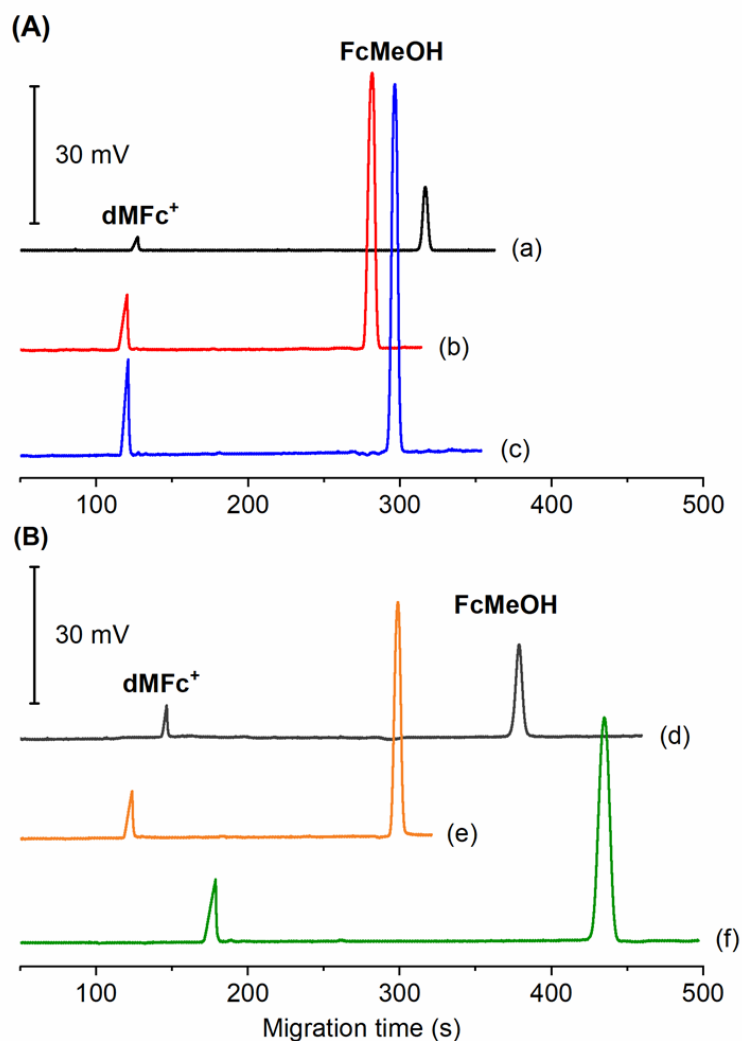 (A)
FcMeOH
30 mV
dMFc⁺
(a)
(b)
(c)
100 200 300 400 500
(B)
FcMeOH
30 mV
dMFc⁺
(d)
(e)
(f)
100 200 300 400 500
Migration time (s)